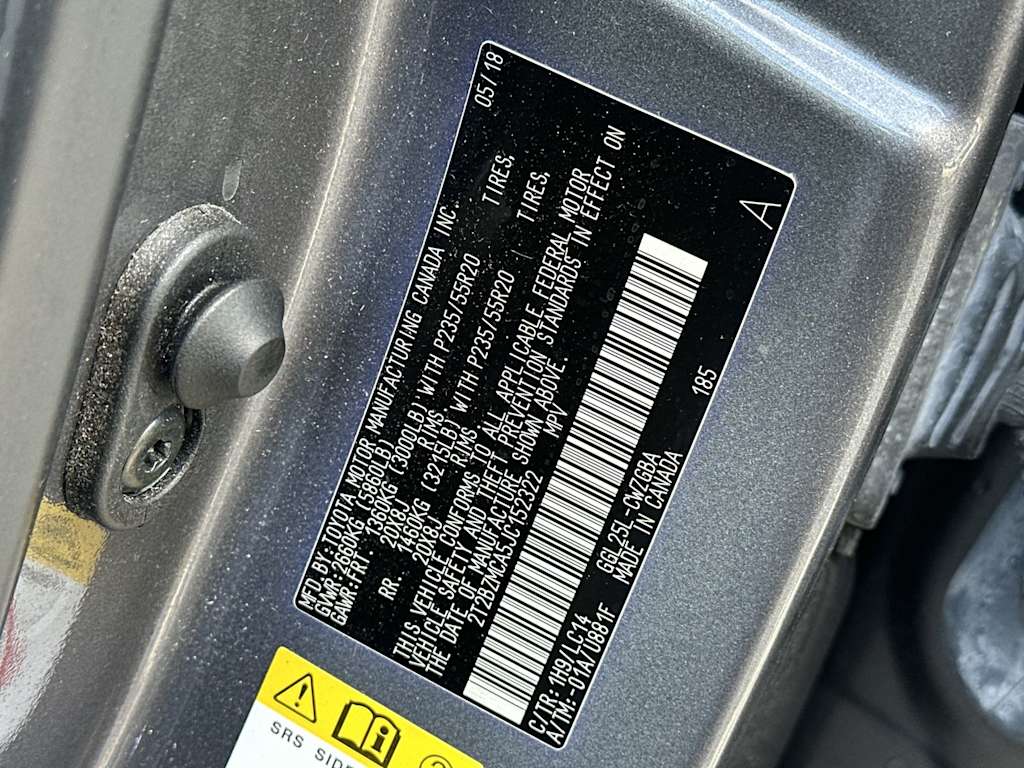 MFD BY: TOYOTA MOTOR MANUFACTURING CANADA INC. 05/18
GVWR: 2660KG (5860LB)
GAWR: FRT. 1360KG (3000LB) WITH P235/55R20 TIRES,
20X8J RIMS
RR. 1460KG (3215LB) WITH P235/55R20 TIRES,
20X8J RIMS
THIS VEHICLE CONFORMS TO ALL APPLICABLE FEDERAL MOTOR
VEHICLE SAFETY AND THEFT PREVENTION STANDARDS IN EFFECT ON
THE DATE OF MANUFACTURE SHOWN ABOVE.
2T2BZMCA5JC152322 MPV
C/TR: 1H9/LC14 GGL25L-CWZGBA 185
A/TM:-01A/U881F MADE IN CANADA
A
SRS SIDE